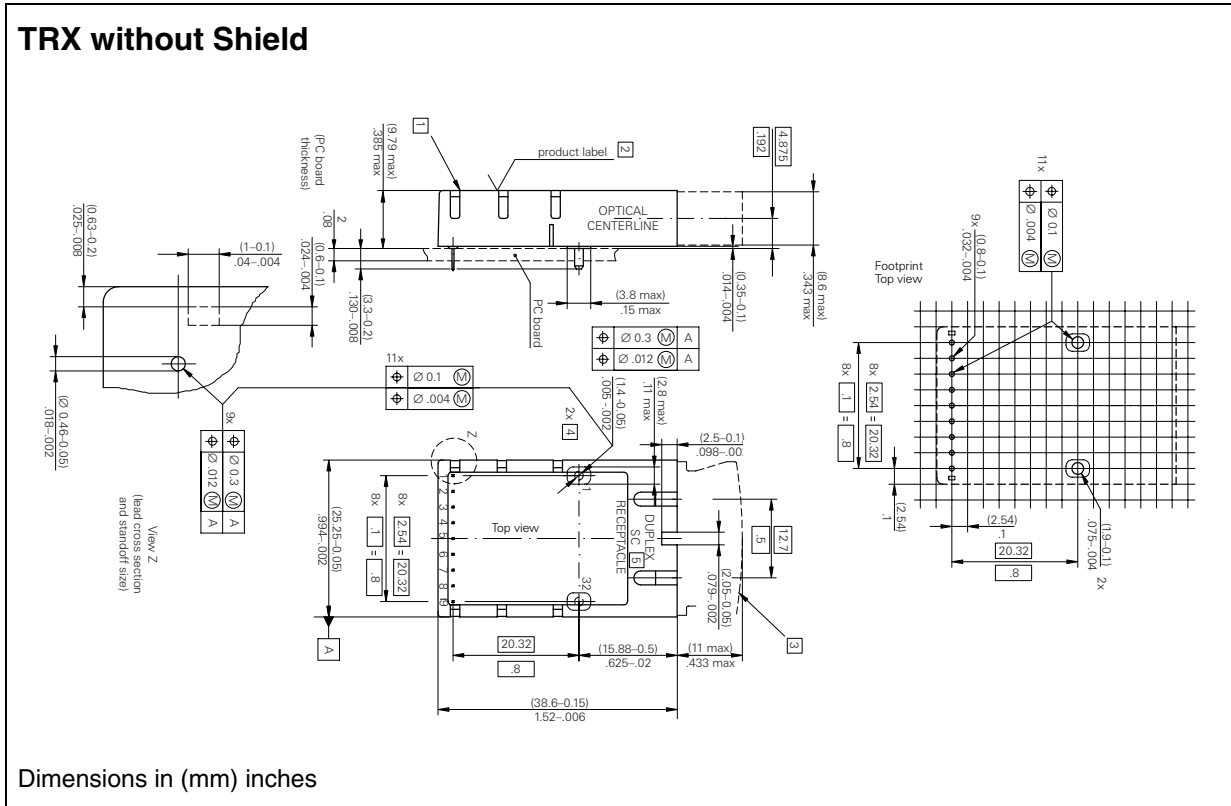 TRX without Shield
(9.79 max)
.385 max
1
product label
2
4.875
.192
OPTICAL
CENTERLINE
(PC board
thickness)
2
.08
(0.63–0.2)
.025–.008
(1–0.1)
.04–.004
(0.6–0.1)
.024–.004
(3.3–0.2)
.130–.008
PC board
(3.8 max)
.15 max
(0.35–0.1)
.014–.004
(8.6 max)
.343 max
Ø 0.3 M A
Ø .012 M A
11x
Ø 0.1 M
Ø .004 M
(Ø 0.46–0.05)
.018–.002
9x
Ø 0.3 M A
Ø .012 M A
View Z
(lead cross section
and standoff size)
2x 4
(1.4 -0.05)
.005 -.002
(2.8 max)
.11 max
(2.5–0.1)
.098–.00
Z
1
2
3
4
5
6
7
8
9
Top view
DUPLEX
SC
RECEPTACLE
5
31
32
8x 2.54 = 20.32
8x .1 = .8
(25.25–0.05)
.994–.002
A
12.7
.5
(2.05–0.05)
.079–.002
3
20.32
.8
(15.88–0.5)
.625–.02
(11 max)
.433 max
(38.6–0.15)
1.52–.006
11x
Ø 0.1 M
Ø .004 M
9x
(0.8–0.1)
.032–.004
Footprint
Top view
8x 2.54 = 20.32
8x .1 = .8
(2.54)
.1
(2.54)
.1
20.32
.8
(1.9–0.1)
.075–.004
2x
Dimensions in (mm) inches